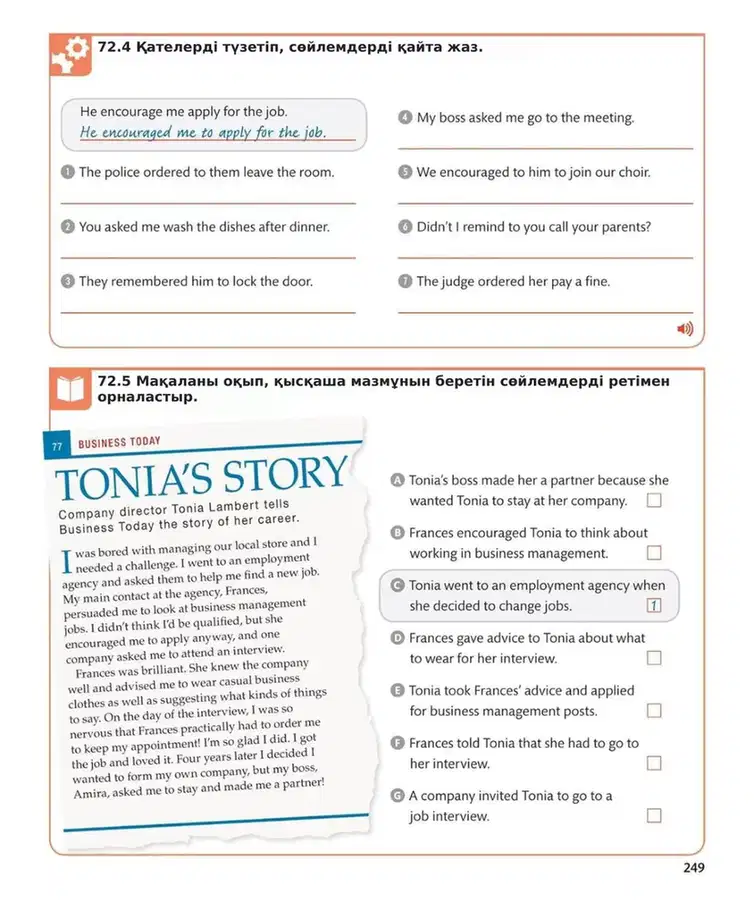 72.4 Қателерді түзетіп, сөйлемдерді қайта жаз.
He encourage me apply for the job.
He encouraged me to apply for the job.
1 The police ordered to them leave the room.
2 You asked me wash the dishes after dinner.
3 They remembered him to lock the door.
4 My boss asked me go to the meeting.
5 We encouraged to him to join our choir.
6 Didn't I remind to you call your parents?
7 The judge ordered her pay a fine.
72.5 Мақаланы оқып, қысқаша мазмұнын беретін сөйлемдерді ретімен
орналастыр.
77 BUSINESS TODAY
TONIA'S STORY
Company director Tonia Lambert tells
Business Today the story of her career.
I was bored with managing our local store and I
needed a challenge. I went to an employment
agency and asked them to help me find a new job.
My main contact at the agency, Frances,
persuaded me to look at business management
jobs. I didn't think I'd be qualified, but she
encouraged me to apply anyway, and one
company asked me to attend an interview.
Frances was brilliant. She knew the company
well and advised me to wear casual business
clothes as well as suggesting what kinds of things
to say. On the day of the interview, I was so
nervous that Frances practically had to order me
to keep my appointment! I'm so glad I did. I got
the job and loved it. Four years later I decided I
wanted to form my own company, but my boss,
Amira, asked me to stay and made me a partner!
A Tonia's boss made her a partner because she
wanted Tonia to stay at her company.
B Frances encouraged Tonia to think about
working in business management.
C Tonia went to an employment agency when
she decided to change jobs. 1
D Frances gave advice to Tonia about what
to wear for her interview.
E Tonia took Frances' advice and applied
for business management posts.
F Frances told Tonia that she had to go to
her interview.
G A company invited Tonia to go to a
job interview.
249